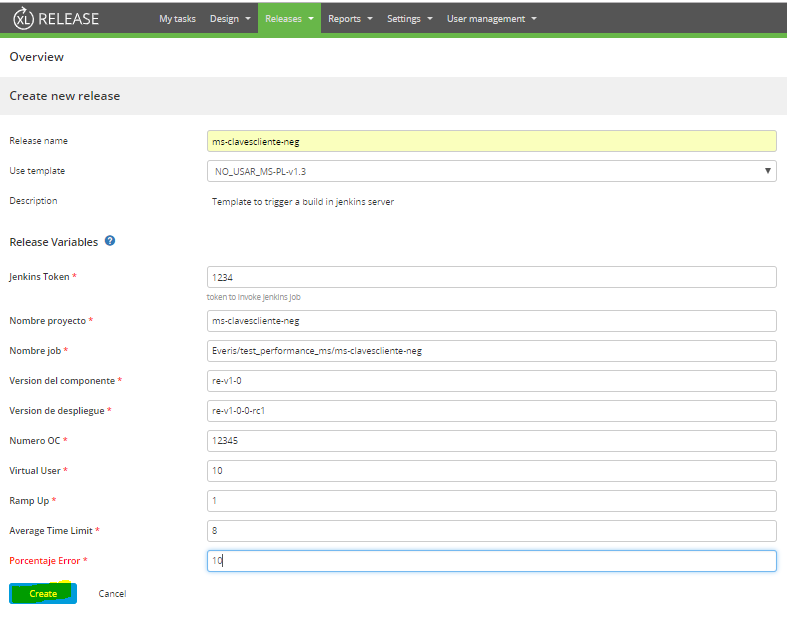 XL RELEASE My tasks Design Releases Reports Settings User management
Overview
Create new release
Release name ms-clavescliente-neg
Use template NO_USAR_MS-PL-v1.3
Description Template to trigger a build in jenkins server
Release Variables ?
Jenkins Token * 1234
token to invoke jenkins job
Nombre proyecto * ms-clavescliente-neg
Nombre job * Everis/test_performance_ms/ms-clavescliente-neg
Version del componente * re-v1-0
Version de despliegue * re-v1-0-0-rc1
Numero OC * 12345
Virtual User * 10
Ramp Up * 1
Average Time Limit * 8
Porcentaje Error * 10
Create Cancel